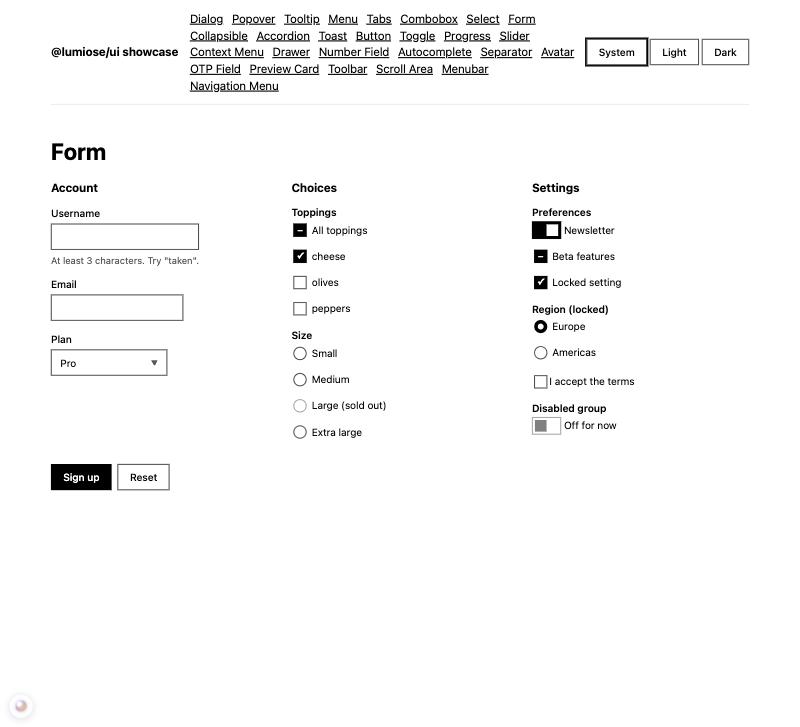 @lumiose/ui showcase
Dialog Popover Tooltip Menu Tabs Combobox Select Form
Collapsible Accordion Toast Button Toggle Progress Slider
Context Menu Drawer Number Field Autocomplete Separator Avatar
OTP Field Preview Card Toolbar Scroll Area Menubar
Navigation Menu
System Light Dark
Form
Account
Username
At least 3 characters. Try "taken".
Email
Plan
Pro
Choices
Toppings
All toppings
cheese
olives
peppers
Size
Small
Medium
Large (sold out)
Extra large
Settings
Preferences
Newsletter
Beta features
Locked setting
Region (locked)
Europe
Americas
I accept the terms
Disabled group
Off for now
Sign up Reset